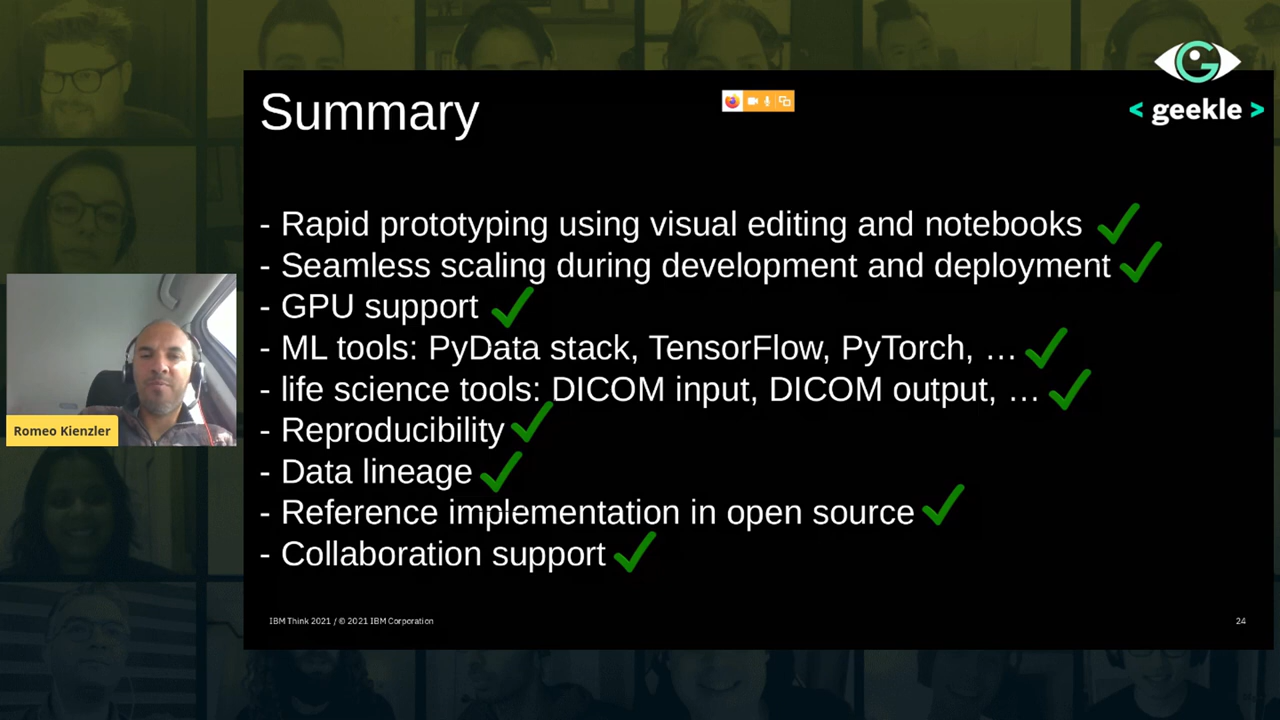 Summary
< geekle >
- Rapid prototyping using visual editing and notebooks
- Seamless scaling during development and deployment
- GPU support
- ML tools: PyData stack, TensorFlow, PyTorch, …
- life science tools: DICOM input, DICOM output, …
- Reproducibility
- Data lineage
- Reference implementation in open source
- Collaboration support
Romeo Kienzler
IBM Think 2021 / © 2021 IBM Corporation
24